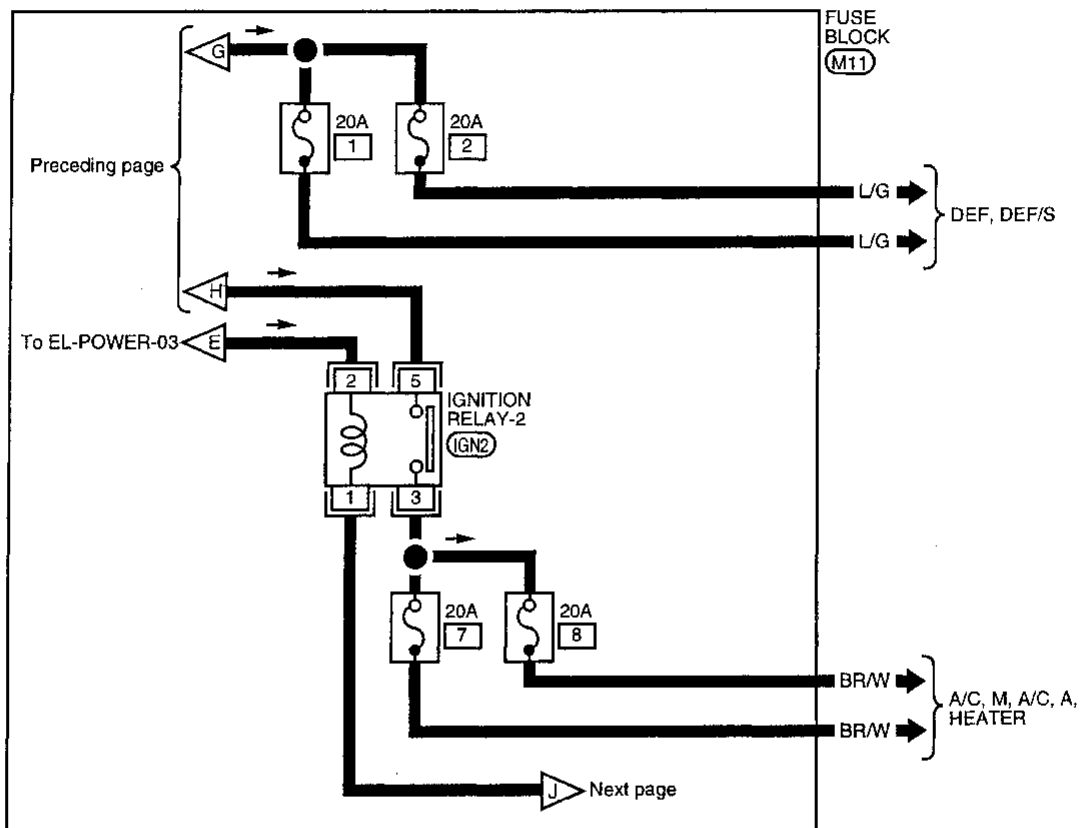 FUSE
BLOCK
M11
G
20A
1
20A
2
Preceding page
L/G
DEF, DEF/S
L/G
H
To EL-POWER-03
E
2
5
IGNITION
RELAY-2
IGN2
1
3
20A
7
20A
8
BR/W
A/C, M, A/C, A,
HEATER
BR/W
J
Next page